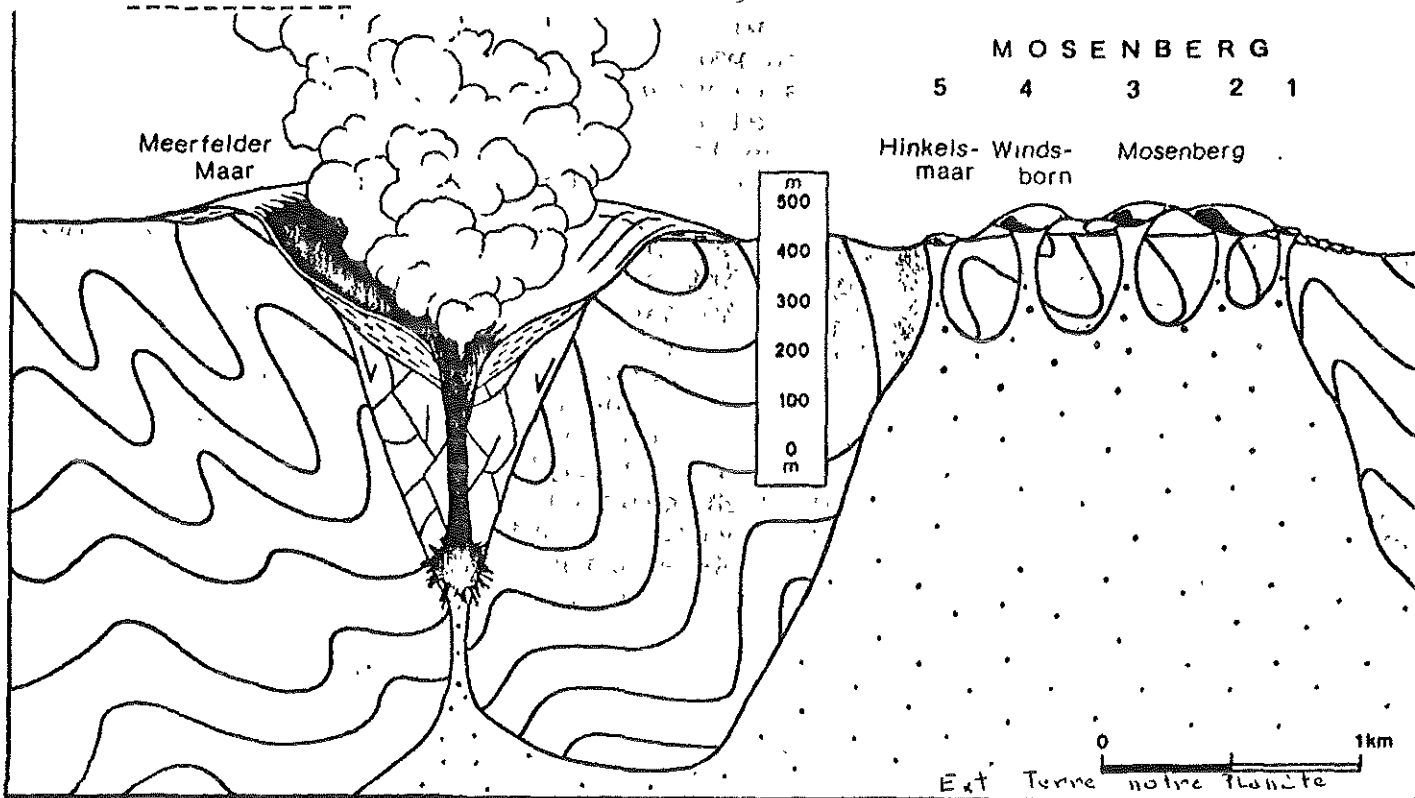 MOSENBERG
5 4 3 2 1
Meerfelder
Maar
Hinkels-
maar
Winds-
born
Mosenberg
m
500
400
300
200
100
0
m
0 1km
Ext Terre notre Planète